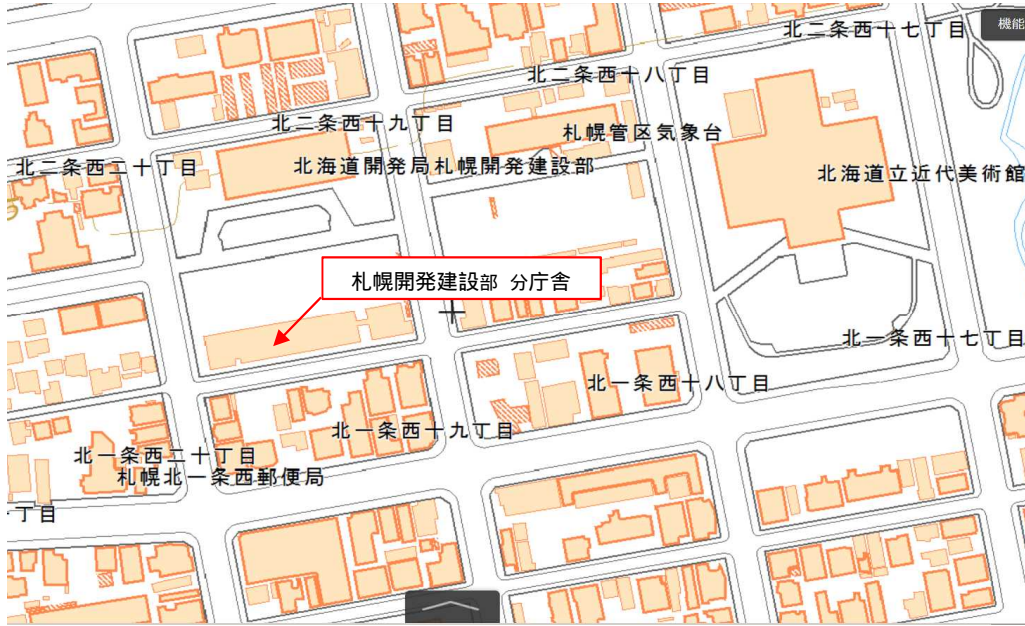 北二条西十七丁目
機能
北二条西十八丁目
北二条西十九丁目
札幌管区気象台
北二条西二十丁目
北海道開発局札幌開発建設部
北海道立近代美術館
札幌開発建設部 分庁舎
北一条西十七丁目
北一条西十八丁目
北一条西十九丁目
北一条西二十丁目
札幌北一条西郵便局
丁目